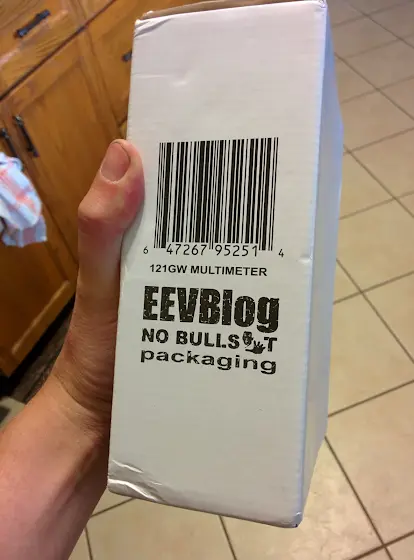 6 47267 95251 4
121GW MULTIMETER
EEVBlog
NO BULLS T
packaging